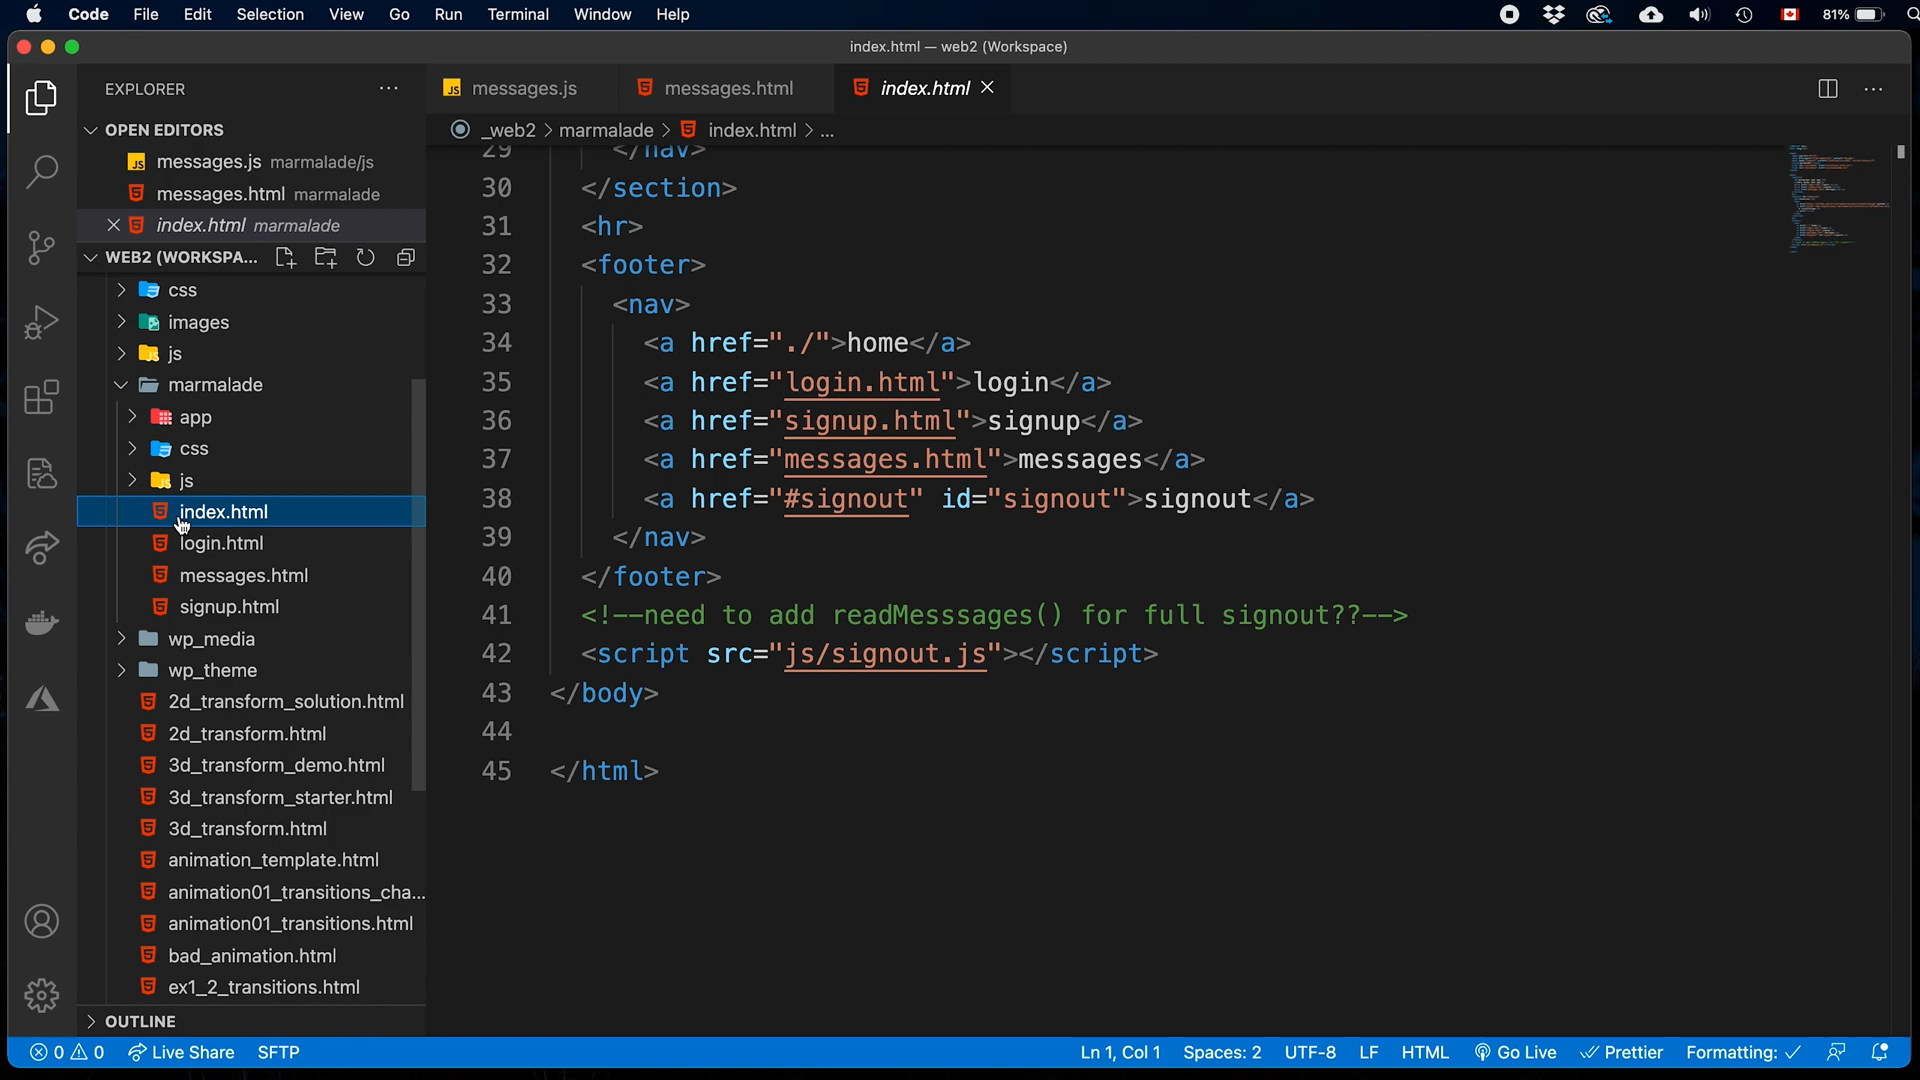 Code File Edit Selection View Go Run Terminal Window Help 81%
index.html — web2 (Workspace)
EXPLORER
OPEN EDITORS
JS messages.js marmalade/js
messages.html marmalade
index.html marmalade
WEB2 (WORKSPA...
css
images
js
marmalade
app
css
js
index.html
login.html
messages.html
signup.html
wp_media
wp_theme
2d_transform_solution.html
2d_transform.html
3d_transform_demo.html
3d_transform_starter.html
3d_transform.html
animation_template.html
animation01_transitions_cha...
animation01_transitions.html
bad_animation.html
ex1_2_transitions.html
OUTLINE
JS messages.js messages.html index.html
_web2 > marmalade > index.html > ...
29 </nav>
30 </section>
31 <hr>
32 <footer>
33 <nav>
34 <a href="./">home</a>
35 <a href="login.html">login</a>
36 <a href="signup.html">signup</a>
37 <a href="messages.html">messages</a>
38 <a href="#signout" id="signout">signout</a>
39 </nav>
40 </footer>
41 <!--need to add readMesssages() for full signout??-->
42 <script src="js/signout.js"></script>
43 </body>
44
45 </html>
0 0 Live Share SFTP Ln 1, Col 1 Spaces: 2 UTF-8 LF HTML Go Live Prettier Formatting: ✓